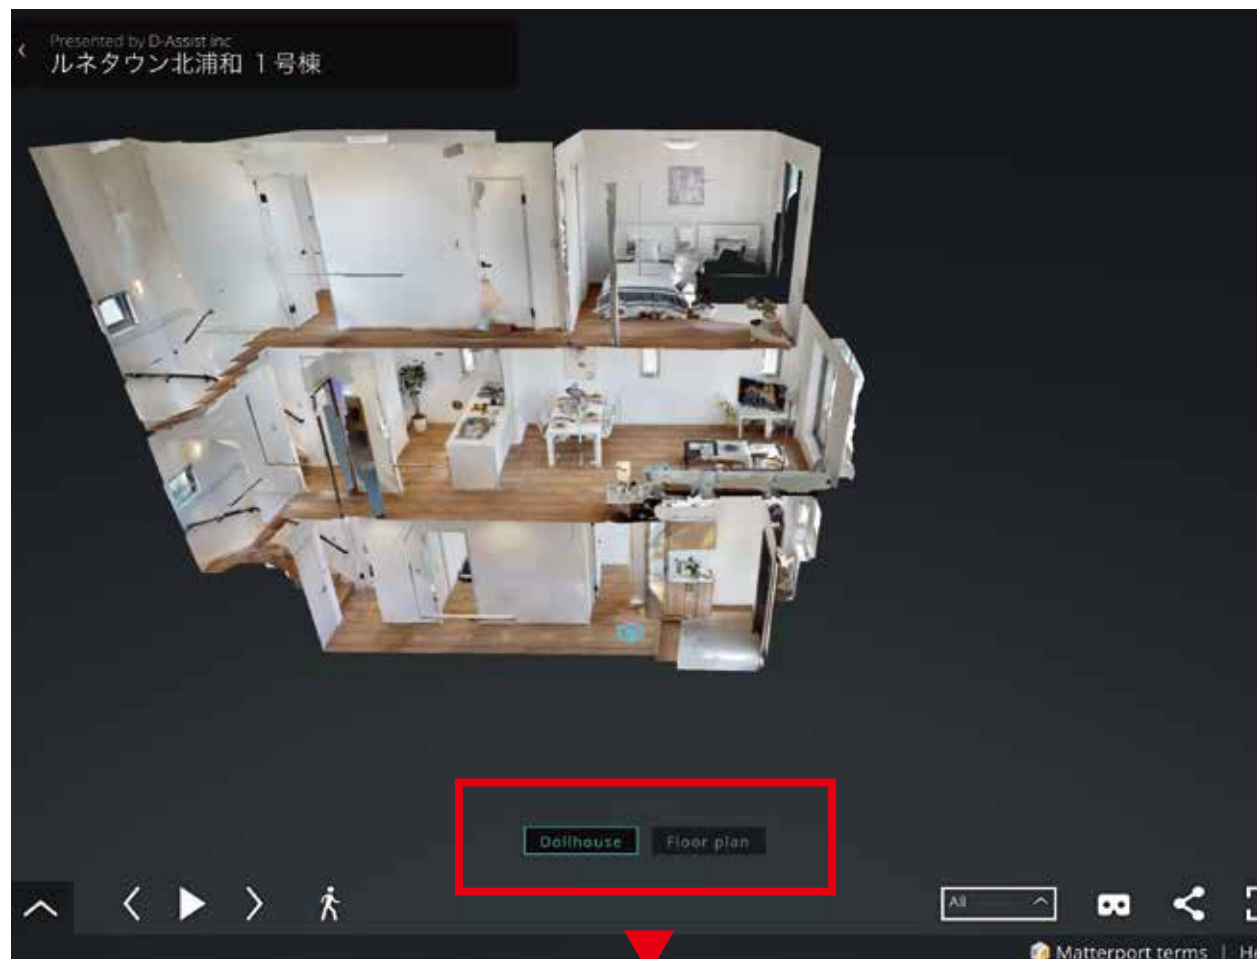 Presented by D-Assist inc
ルネタウン北浦和 1号棟
Dollhouse
Floor plan
All
Matterport terms | He